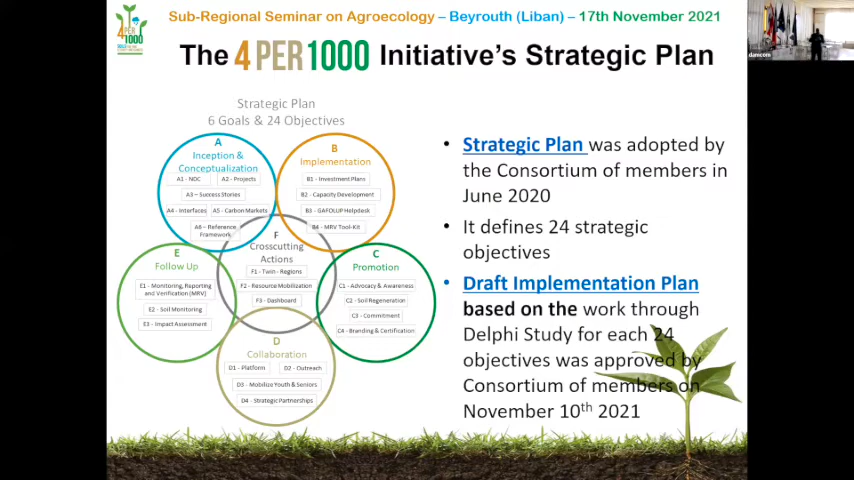 Sub-Regional Seminar on Agroecology – Beyrouth (Liban) – 17th November 2021
4 PER 1000
The 4 PER 1000 Initiative's Strategic Plan
Strategic Plan
6 Goals & 24 Objectives
A
Inception &
Conceptualization
A1 - NDC
A2 - Projects
A3 – Success Stories
A4 - Interfaces
A5 - Carbon Markets
A6 – Reference
Framework
B
Implementation
B1 - Investment Plans
B2 - Capacity Development
B3 - GAFOLUP Helpdesk
B4 - MRV Tool-Kit
F
Crosscutting
Actions
F1 - Twin - Regions
F2 - Resource Mobilization
F3 - Dashboard
E
Follow Up
E1 - Monitoring, Reporting
and Verification (MRV)
E2 - Soil Monitoring
E3 - Impact Assessment
C
Promotion
C1 - Advocacy & Awareness
C2 - Soil Regeneration
C3 - Commitment
C4 - Branding & Certification
D
Collaboration
D1 - Platform
D2 - Outreach
D3 - Mobilize Youth & Seniors
D4 - Strategic Partnerships
• Strategic Plan was adopted by
the Consortium of members in
June 2020
• It defines 24 strategic
objectives
• Draft Implementation Plan
based on the work through
Delphi Study for each 24
objectives was approved by
Consortium of members on
November 10th 2021